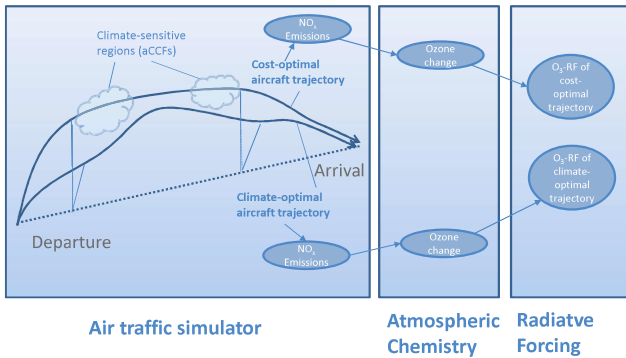 Climate-sensitive
regions (aCCFs)
NOx
Emissions
Cost-optimal
aircraft trajectory
Arrival
Departure
Climate-optimal
aircraft trajectory
NOx
Emissions
Ozone
change
Ozone
change
O3-RF of
cost-
optimal
trajectory
O3-RF of
climate-
optimal
trajectory
Air traffic simulator
Atmospheric
Chemistry
Radiatve
Forcing